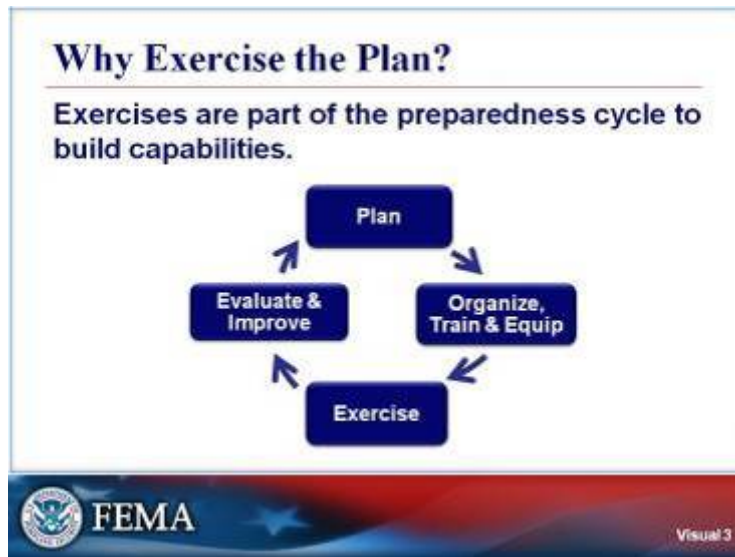 Why Exercise the Plan?
Exercises are part of the preparedness cycle to
build capabilities.
Plan
Evaluate &
Improve
Organize,
Train & Equip
Exercise
FEMA
Visual 3